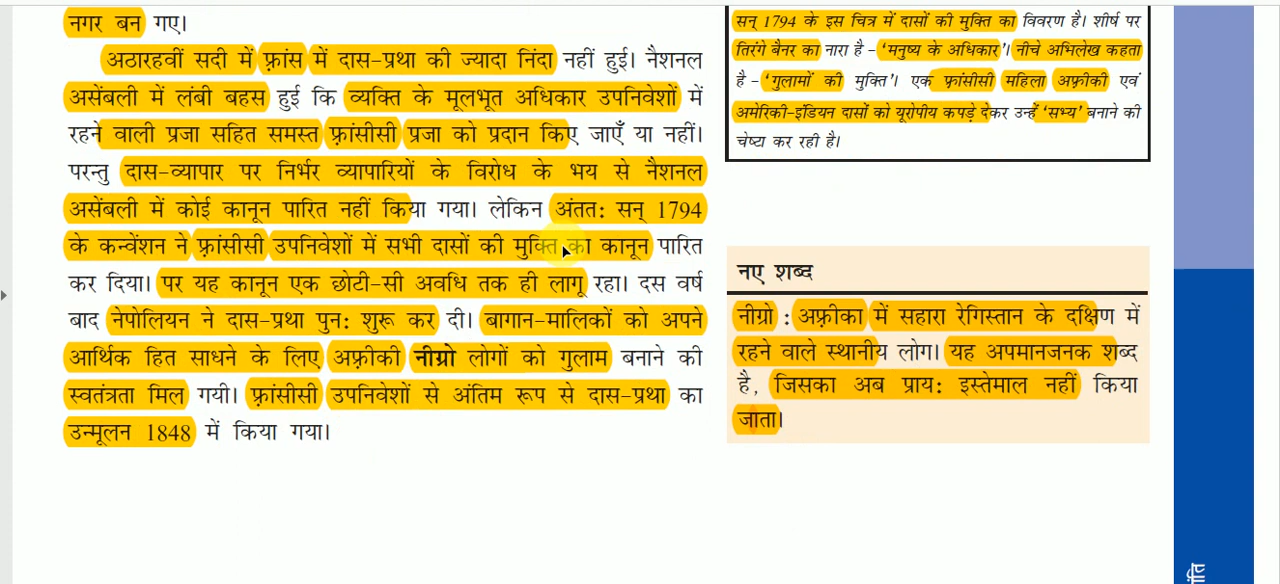 नगर बन गए।
अठारहवीं सदी में फ़्रांस में दास-प्रथा की ज्यादा निंदा नहीं हुई। नैशनल
असेंबली में लंबी बहस हुई कि व्यक्ति के मूलभूत अधिकार उपनिवेशों में
रहने वाली प्रजा सहित समस्त फ़्रांसीसी प्रजा को प्रदान किए जाएँ या नहीं।
परन्तु दास-व्यापार पर निर्भर व्यापारियों के विरोध के भय से नैशनल
असेंबली में कोई कानून पारित नहीं किया गया। लेकिन अंतत: सन् 1794
के कन्वेंशन ने फ़्रांसीसी उपनिवेशों में सभी दासों की मुक्ति का कानून पारित
कर दिया। पर यह कानून एक छोटी-सी अवधि तक ही लागू रहा। दस वर्ष
बाद नेपोलियन ने दास-प्रथा पुन: शुरू कर दी। बागान-मालिकों को अपने
आर्थिक हित साधने के लिए अफ़्रीकी नीग्रो लोगों को गुलाम बनाने की
स्वतंत्रता मिल गयी। फ़्रांसीसी उपनिवेशों से अंतिम रूप से दास-प्रथा का
उन्मूलन 1848 में किया गया।
सन् 1794 के इस चित्र में दासों की मुक्ति का विवरण है। शीर्ष पर
तिरंगे बैनर का नारा है - 'मनुष्य के अधिकार'। नीचे अभिलेख कहता
है - 'गुलामों की मुक्ति'। एक फ़्रांसीसी महिला अफ़्रीकी एवं
अमेरिकी-इंडियन दासों को यूरोपीय कपड़े देकर उन्हें 'सभ्य' बनाने की
चेष्टा कर रही है।
नए शब्द
नीग्रो : अफ़्रीका में सहारा रेगिस्तान के दक्षिण में
रहने वाले स्थानीय लोग। यह अपमानजनक शब्द
है, जिसका अब प्राय: इस्तेमाल नहीं किया
जाता।